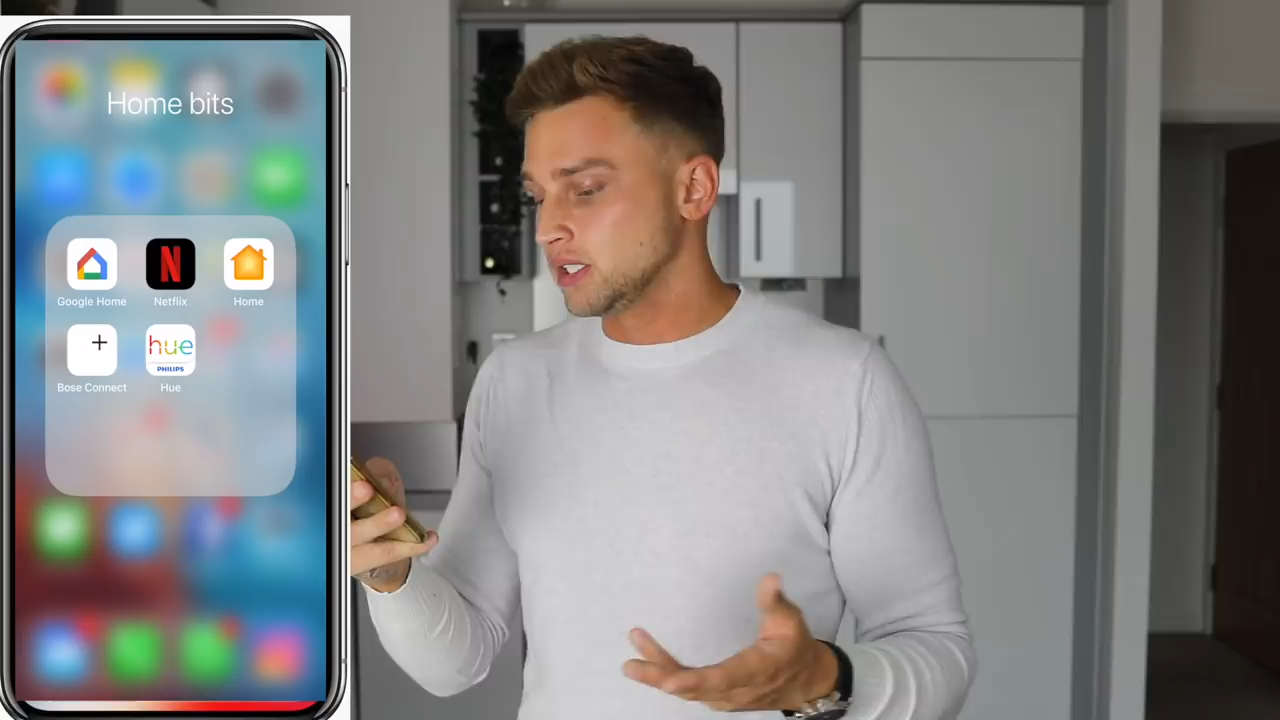 Home bits
N
Google Home
Netflix
Home
+
hue
PHILIPS
Bose Connect
Hue